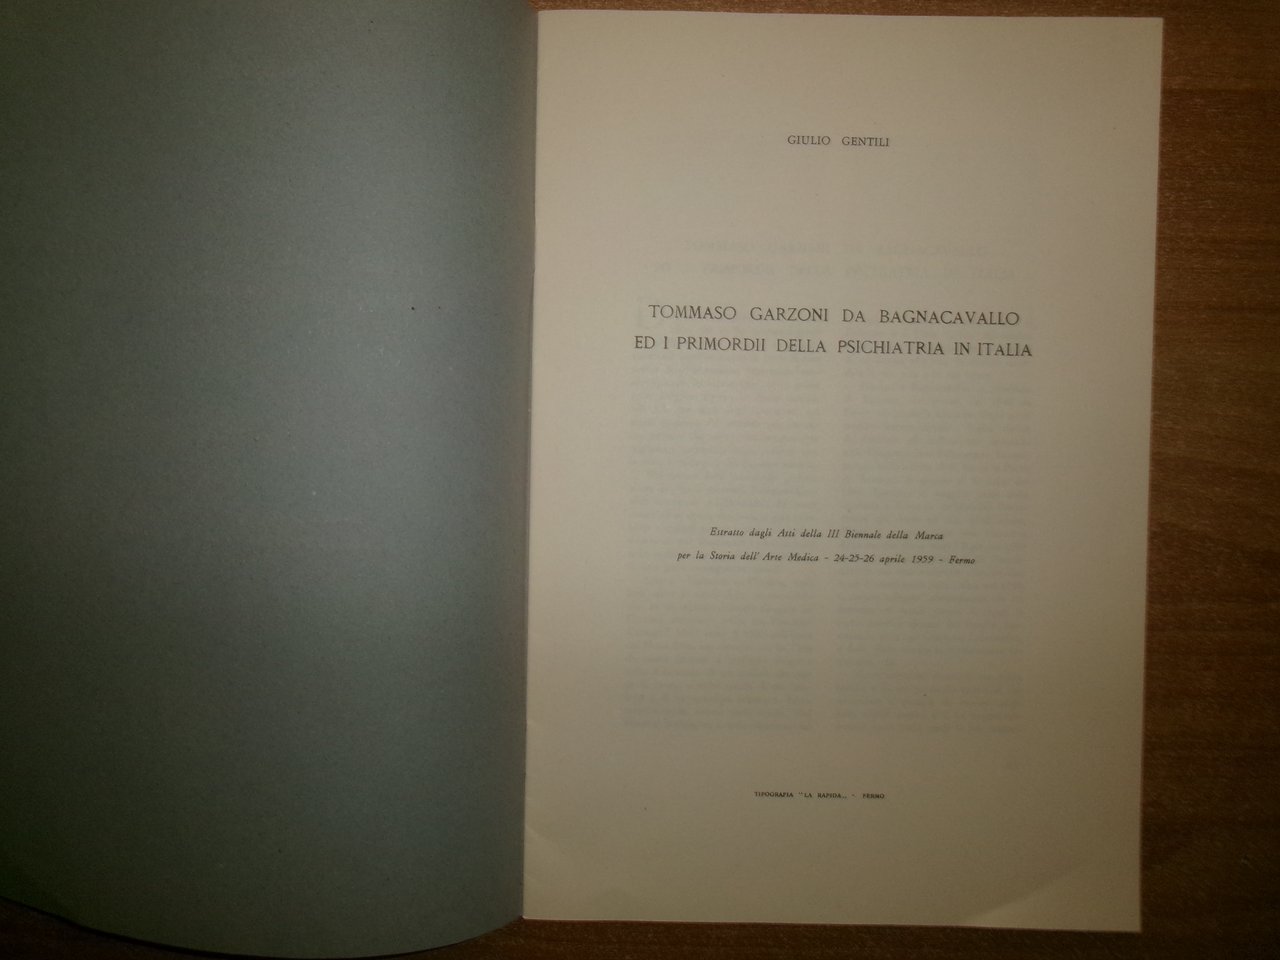 GIULIO GENTILI
TOMMASO GARZONI DA BAGNACAVALLO
ED I PRIMORDII DELLA PSICHIATRIA IN ITALIA
Estratto dagli Atti della III Biennale della Marca
per la Storia dell' Arte Medica - 24-25-26 aprile 1959 - Fermo
TIPOGRAFIA "LA RAPIDA„ - FERMO